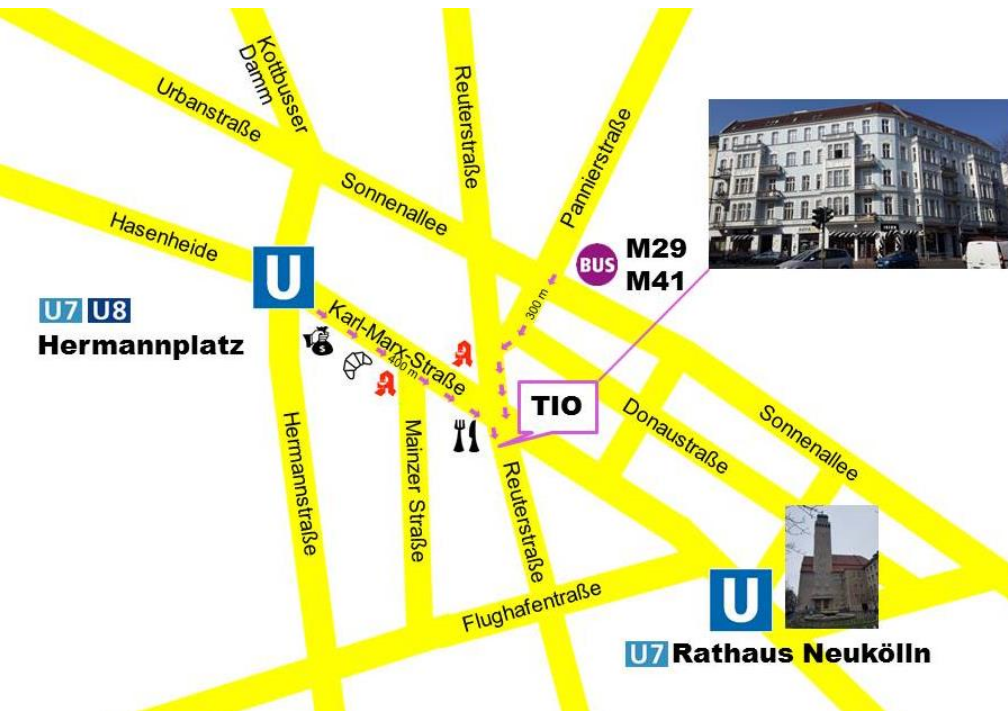 Kottbusser
Damm
Urbanstraße
Reuterstraße
Pannierstraße
Sonnenallee
Hasenheide
BUS
M29
M41
U
300 m
U7 U8
Hermannplatz
Karl-Marx-Straße
400 m
$
TIO
Donaustraße
Sonnenallee
Hermannstraße
Mainzer Straße
Reuterstraße
Flughafentraße
U
U7 Rathaus Neukölln